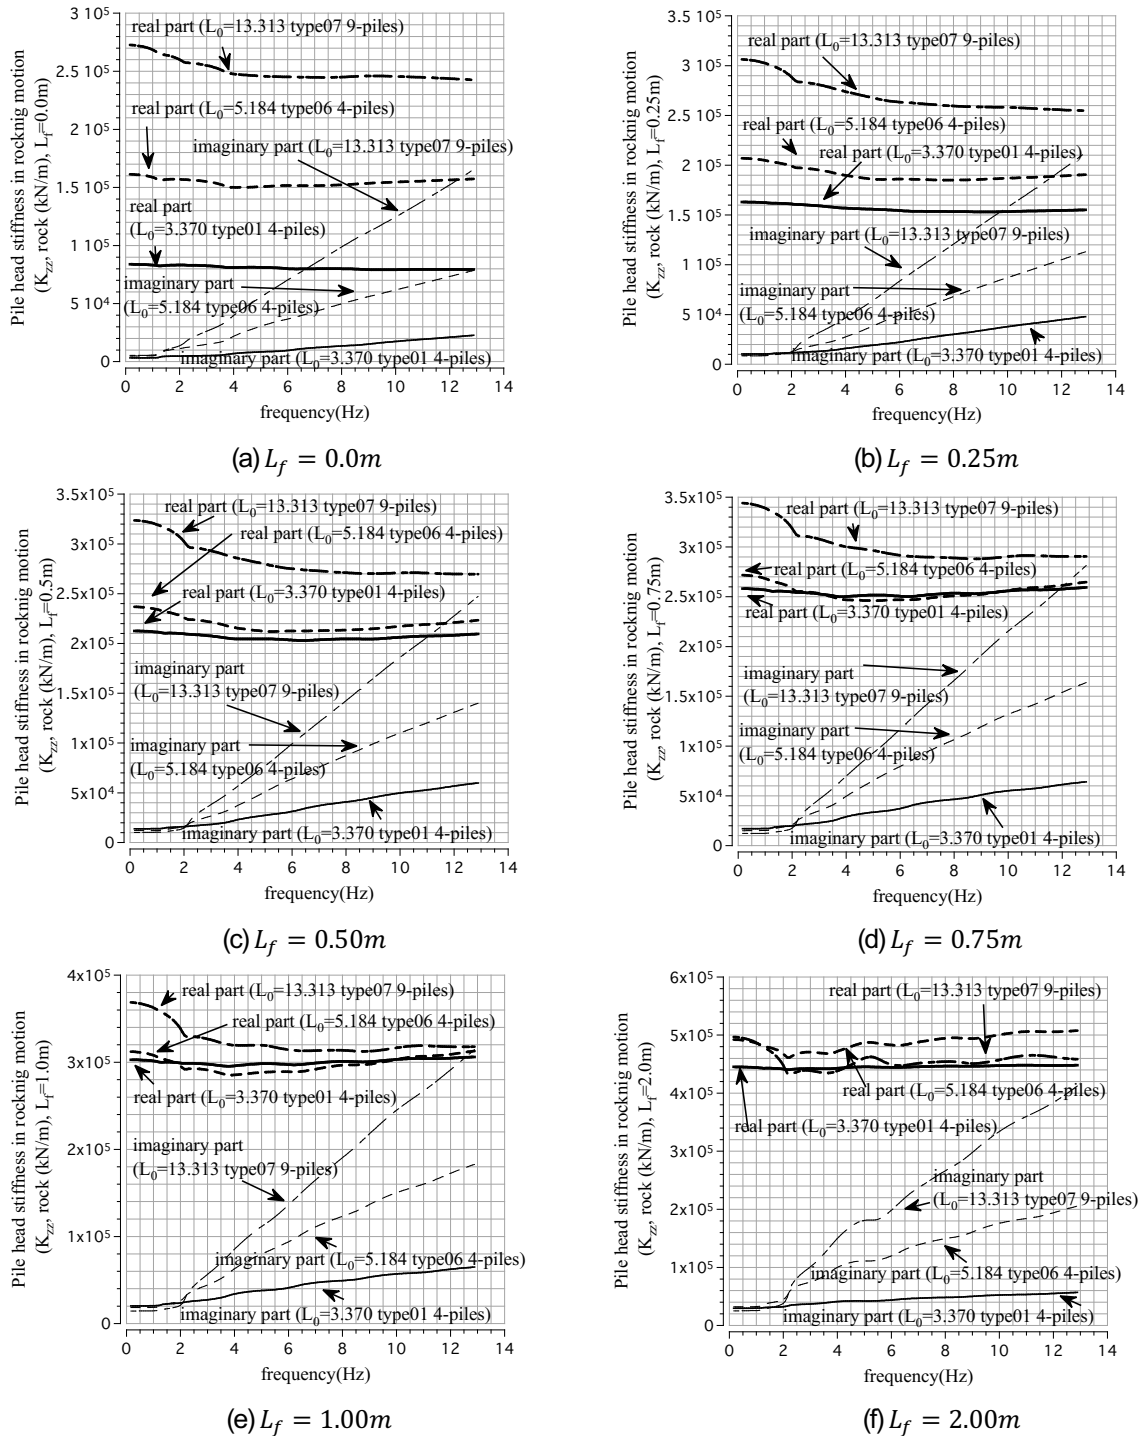 Pile head stiffness in rocknig motion
(K_zz, rock (kN/m), L_f=0.0m)
3 10⁵
2.5 10⁵
2 10⁵
1.5 10⁵
1 10⁵
5 10⁴
0
real part (L₀=13.313 type07 9-piles)
real part (L₀=5.184 type06 4-piles)
imaginary part (L₀=13.313 type07 9-piles)
real part
(L₀=3.370 type01 4-piles)
imaginary part
(L₀=5.184 type06 4-piles)
imaginary part (L₀=3.370 type01 4-piles)
0 2 4 6 8 10 12 14
frequency(Hz)
(a) L_f = 0.0m
Pile head stiffness in rocknig motion
(K_zz, rock (kN/m), L_f=0.25m)
3.5 10⁵
3 10⁵
2.5 10⁵
2 10⁵
1.5 10⁵
1 10⁵
5 10⁴
0
real part (L₀=13.313 type07 9-piles)
real part
(L₀=5.184 type06 4-piles)
real part
(L₀=3.370 type01 4-piles)
imaginary part (L₀=13.313 type07 9-piles)
imaginary part
(L₀=5.184 type06 4-piles)
imaginary part (L₀=3.370 type01 4-piles)
0 2 4 6 8 10 12 14
frequency(Hz)
(b) L_f = 0.25m
Pile head stiffness in rocknig motion
(K_zz, rock (kN/m), L_f=0.5m)
3.5x10⁵
3x10⁵
2.5x10⁵
2x10⁵
1.5x10⁵
1x10⁵
5x10⁴
0
real part (L₀=13.313 type07 9-piles)
real part (L₀=5.184 type06 4-piles)
real part (L₀=3.370 type01 4-piles)
imaginary part
(L₀=13.313 type07 9-piles)
imaginary part
(L₀=5.184 type06 4-piles)
imaginary part (L₀=3.370 type01 4-piles)
0 2 4 6 8 10 12 14
frequency(Hz)
(c) L_f = 0.50m
Pile head stiffness in rocknig motion
(K_zz, rock (kN/m), L_f=0.75m)
3.5x10⁵
3x10⁵
2.5x10⁵
2x10⁵
1.5x10⁵
1x10⁵
5x10⁴
0
real part (L₀=13.313 type07 9-piles)
real part (L₀=5.184 type06 4-piles)
real part (L₀=3.370 type01 4-piles)
imaginary part
(L₀=13.313 type07 9-piles)
imaginary part
(L₀=5.184 type06 4-piles)
imaginary part (L₀=3.370 type01 4-piles)
0 2 4 6 8 10 12 14
frequency(Hz)
(d) L_f = 0.75m
Pile head stiffness in rocknig motion
(K_zz, rock (kN/m), L_f=1.0m)
4x10⁵
3x10⁵
2x10⁵
1x10⁵
0
real part (L₀=13.313 type07 9-piles)
real part (L₀=5.184 type06 4-piles)
real part (L₀=3.370 type01 4-piles)
imaginary part
(L₀=13.313 type07 9-piles)
imaginary part (L₀=5.184 type06 4-piles)
imaginary part (L₀=3.370 type01 4-piles)
0 2 4 6 8 10 12 14
frequency(Hz)
(e) L_f = 1.00m
Pile head stiffness in rocknig motion
(K_zz, rock (kN/m), L_f=2.0m)
6x10⁵
5x10⁵
4x10⁵
3x10⁵
2x10⁵
1x10⁵
0
real part (L₀=13.313 type07 9-piles)
real part (L₀=5.184 type06 4-piles)
real part (L₀=3.370 type01 4-piles)
imaginary part
(L₀=13.313 type07 9-piles)
imaginary part (L₀=5.184 type06 4-piles)
imaginary part (L₀=3.370 type01 4-piles)
0 2 4 6 8 10 12 14
frequency(Hz)
(f) L_f = 2.00m